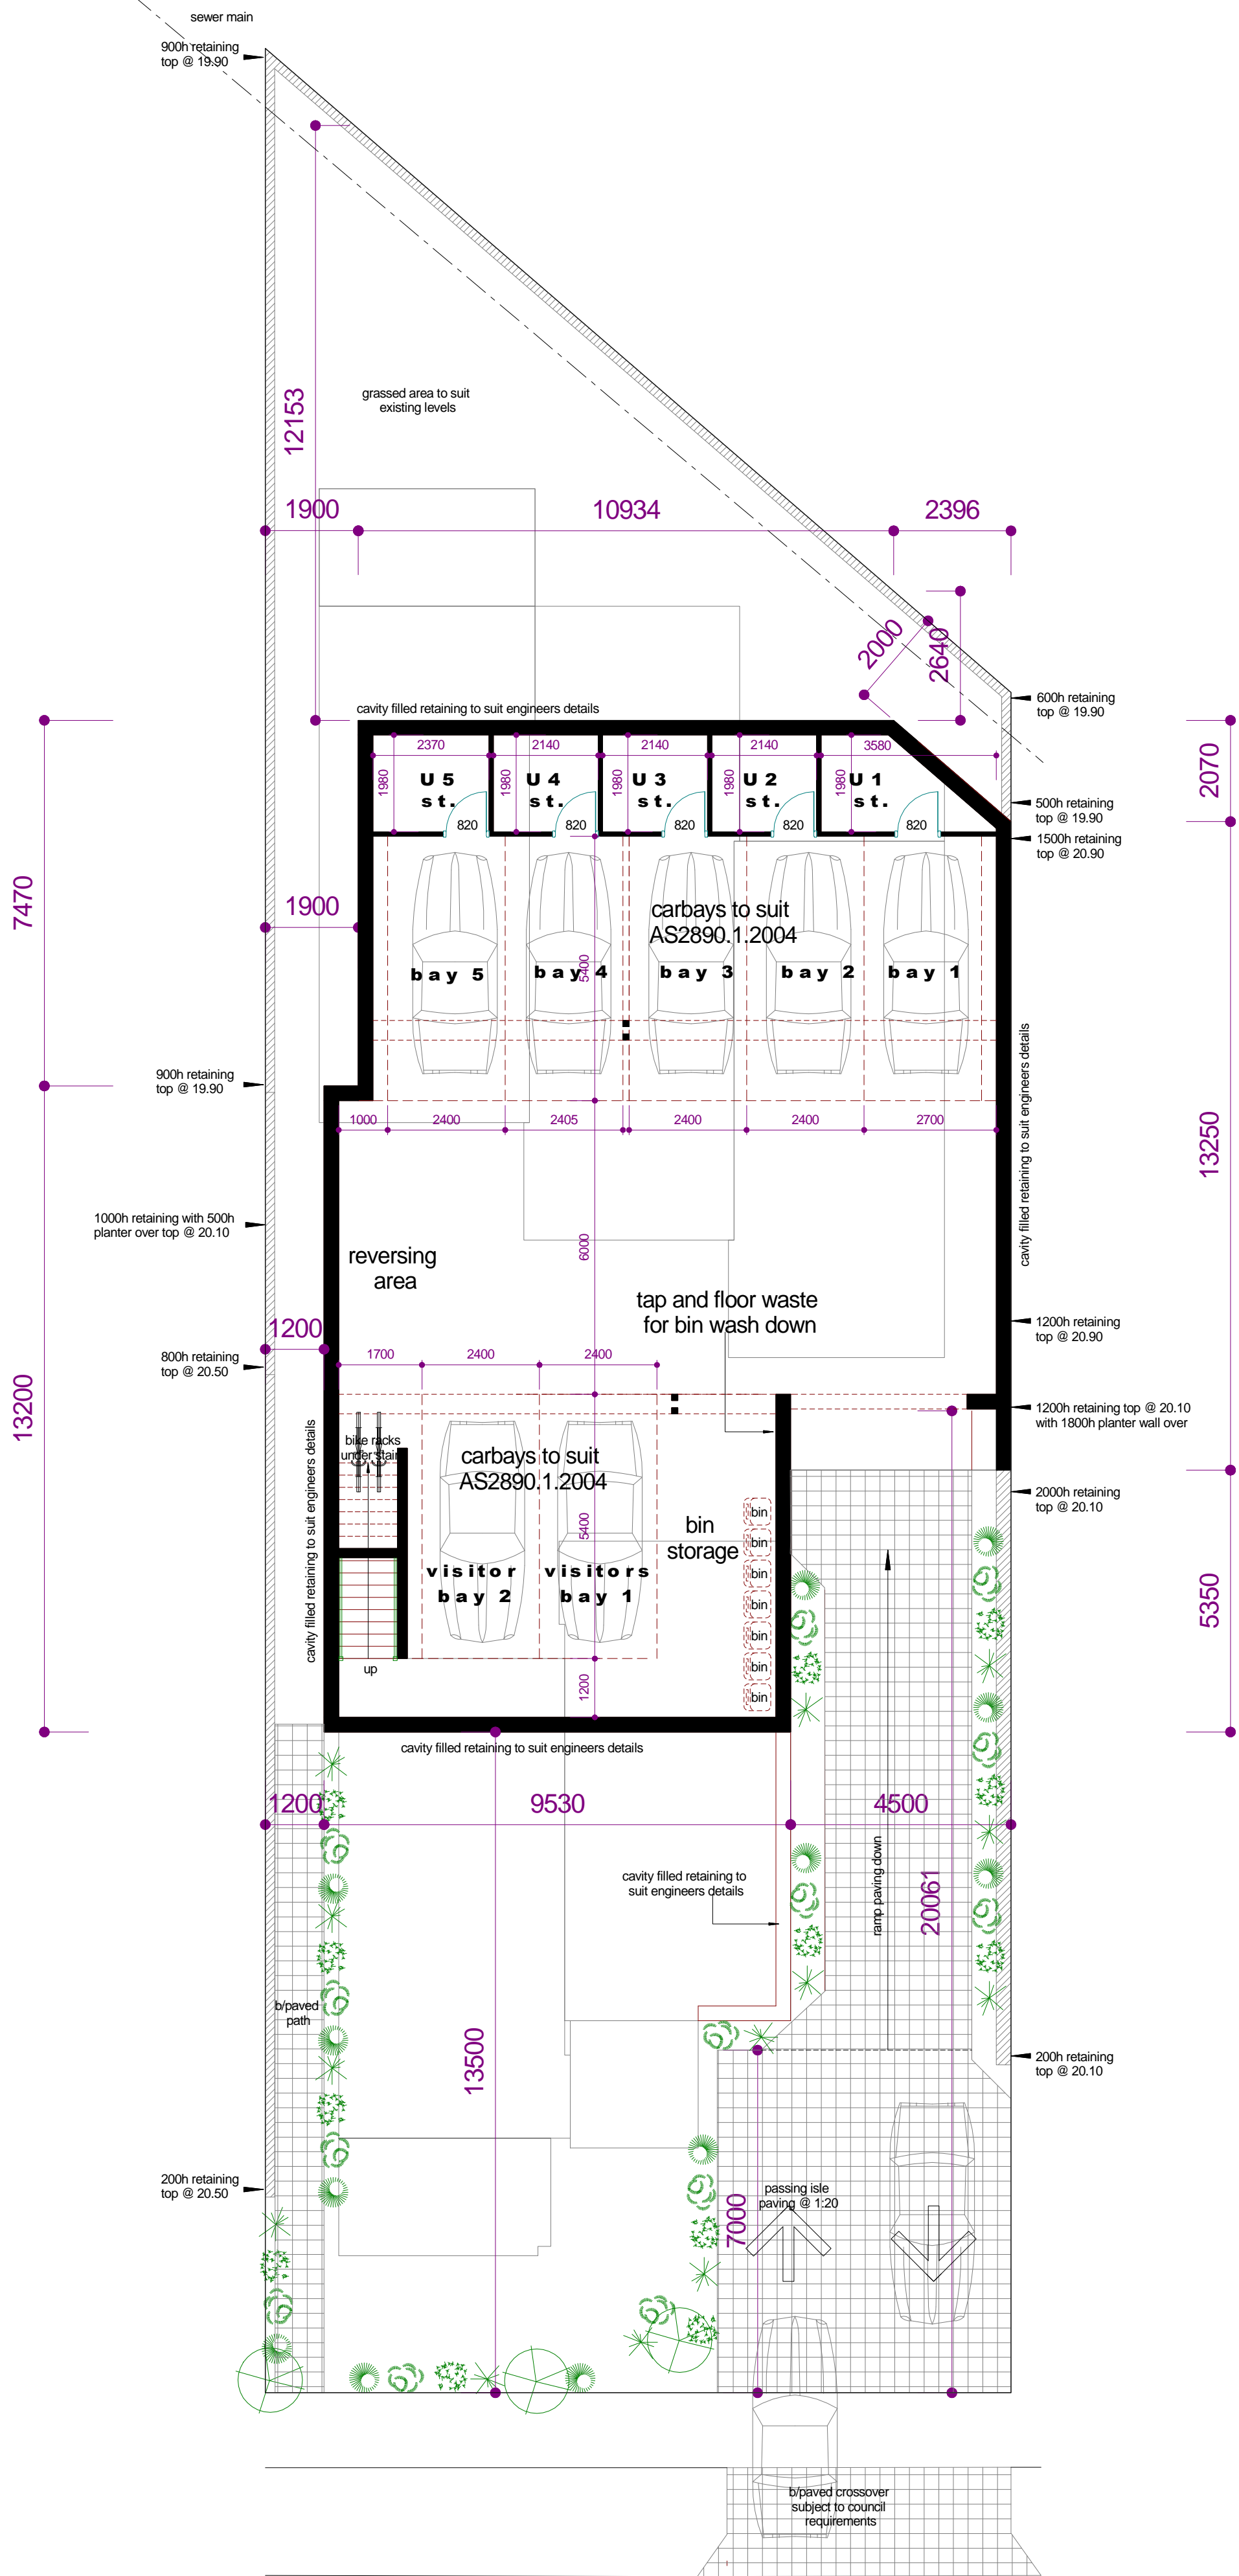 sewer main
900h retaining
top @ 19.90
12153
grassed area to suit
existing levels
1900
10934
2396
2000
2640
600h retaining
top @ 19.90
cavity filled retaining to suit engineers details
2370
2140
2140
2140
3580
1980
1980
1980
1980
1980
U 5
st.
U 4
st.
U 3
st.
U 2
st.
U 1
st.
820
820
820
820
820
2070
500h retaining
top @ 19.90
1500h retaining
top @ 20.90
7470
1900
carbays to suit
AS2890.1.2004
bay 5
bay 4
bay 3
bay 2
bay 1
5400
cavity filled retaining to suit engineers details
13250
900h retaining
top @ 19.90
1000
2400
2405
2400
2400
2700
1000h retaining with 500h
planter over top @ 20.10
reversing
area
6000
tap and floor waste
for bin wash down
1200
1200h retaining
top @ 20.90
800h retaining
top @ 20.50
1700
2400
2400
13200
1200h retaining top @ 20.10
with 1800h planter wall over
bike racks
under stair
carbays to suit
AS2890.1.2004
cavity filled retaining to suit engineers details
2000h retaining
top @ 20.10
5400
bin
storage
bin
bin
bin
bin
bin
bin
bin
visitor
bay 2
visitors
bay 1
5350
up
1200
cavity filled retaining to suit engineers details
1200
9530
4500
cavity filled retaining to
suit engineers details
ramp paving down
20061
b/paved
path
13500
200h retaining
top @ 20.10
200h retaining
top @ 20.50
7000
passing isle
paving @ 1:20
b/paved crossover
subject to council
requirements